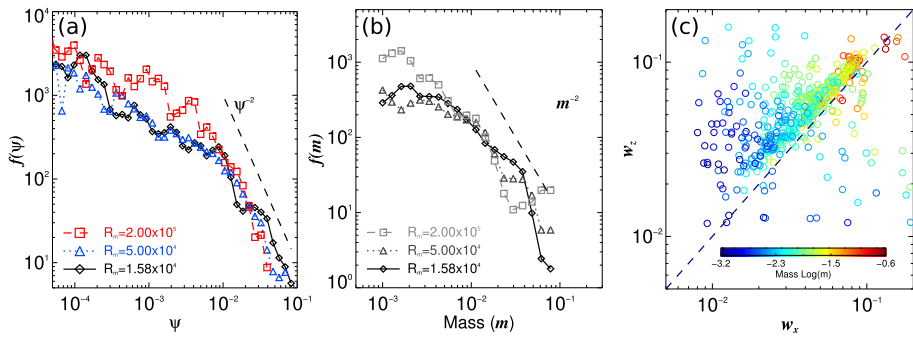 (a)
10⁴
10³
10²
10¹
f(ψ)
ψ⁻²
R_m=2.00x10⁵
R_m=5.00x10⁴
R_m=1.58x10⁴
10⁻⁴ 10⁻³ 10⁻² 10⁻¹
ψ
(b)
10⁴
10³
10²
10¹
10⁰
f(m)
m⁻²
R_m=2.00x10⁵
R_m=5.00x10⁴
R_m=1.58x10⁴
10⁻³ 10⁻² 10⁻¹
Mass (m)
(c)
10⁻¹
10⁻²
w_z
-3.2 -2.3 -1.5 -0.6
Mass Log(m)
10⁻² 10⁻¹
w_x